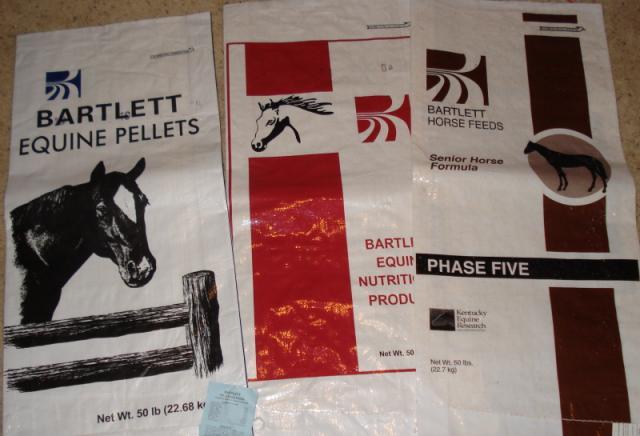 BARTLETT
EQUINE PELLETS
Net Wt. 50 lb (22.68
BARTL
EQUI
NUTRITI
PRODU
Net Wt. 50
BARTLETT
HORSE FEEDS
Senior Horse
Formula
PHASE FIVE
Kentucky
Equine
Research
Net Wt. 50 lbs.
(22.7 kg)
BARTLETT